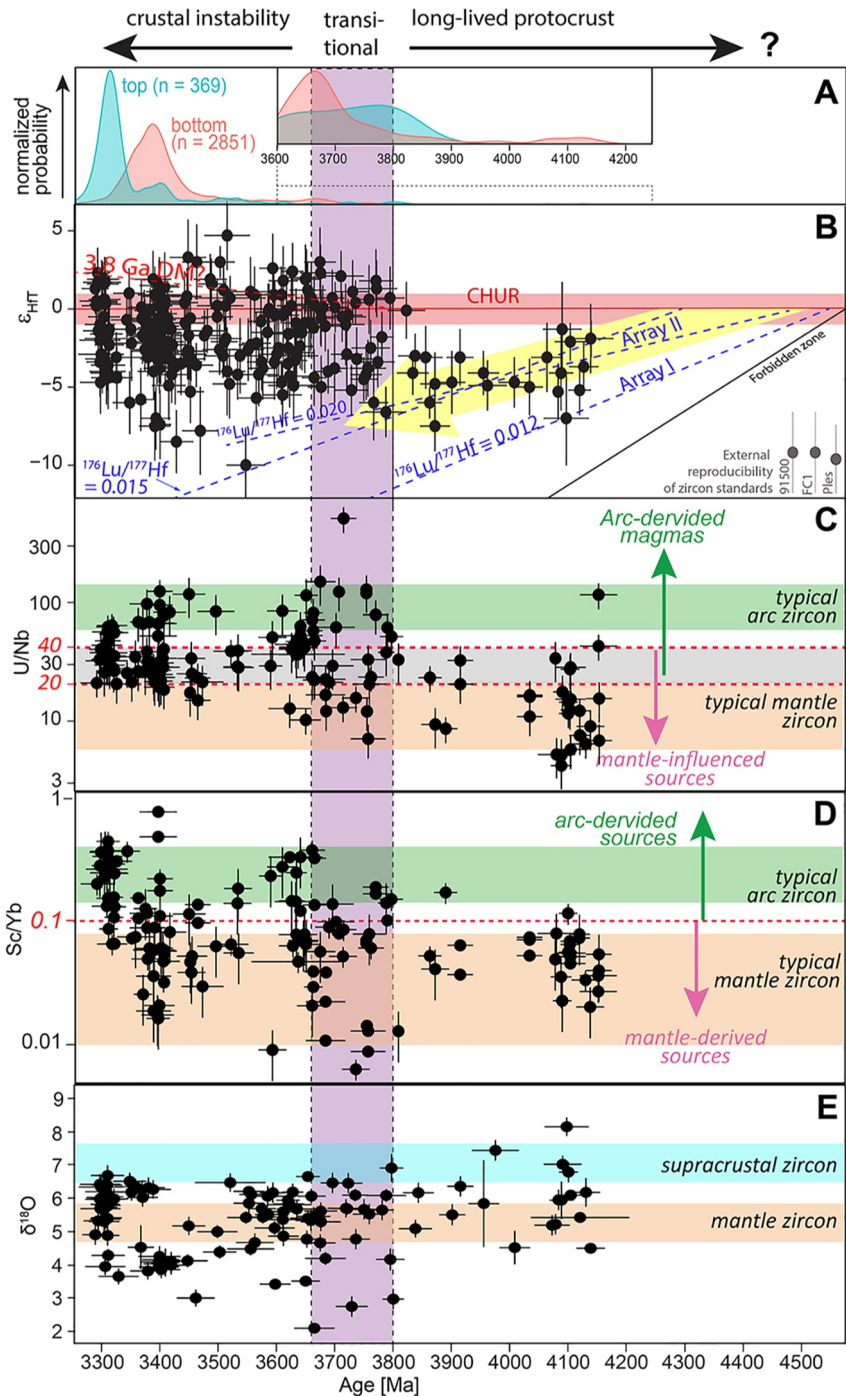 crustal instability
transi-
tional
long-lived protocrust
?
A
normalized
probability
top (n = 369)
bottom
(n = 2851)
3600 3700 3800 3900 4000 4100 4200
B
5
0
−5
−10
εHfT
3.8 Ga DM?
CHUR
Array II
Array I
Forbidden zone
176Lu/177Hf = 0.020
176Lu/177Hf = 0.012
176Lu/177Hf
= 0.015
External
reproducibility
of zircon standards
91500
FC1
Ples
C
300
100
40
30
20
10
3
U/Nb
Arc-dervided
magmas
typical
arc zircon
typical mantle
zircon
mantle-influenced
sources
D
1
0.1
0.01
Sc/Yb
arc-dervided
sources
typical
arc zircon
typical
mantle zircon
mantle-derived
sources
E
9
8
7
6
5
4
3
2
δ18O
supracrustal zircon
mantle zircon
3300 3400 3500 3600 3700 3800 3900 4000 4100 4200 4300 4400 4500
Age [Ma]